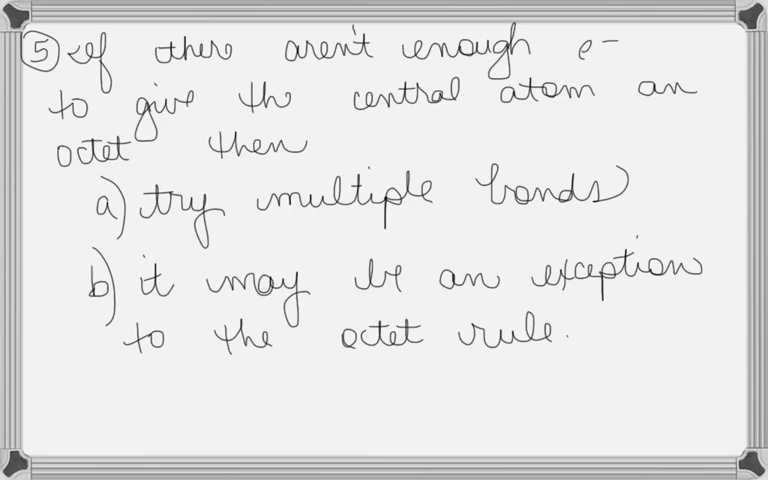 ⑤ If there aren't enough e-
to give the central atom an
octet then
a) try multiple bonds
b) it may be an exception
to the octet rule.